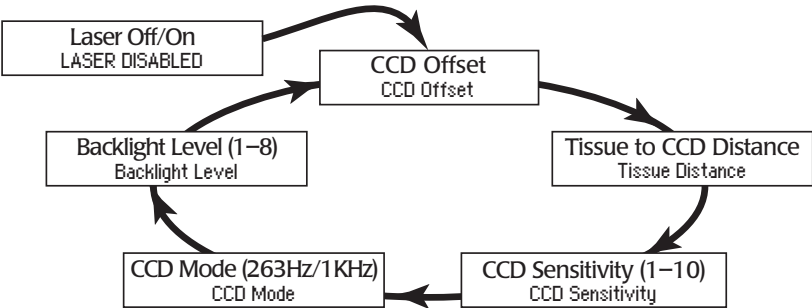 Laser Off/On
LASER DISABLED
CCD Offset
CCD Offset
Tissue to CCD Distance
Tissue Distance
CCD Sensitivity (1–10)
CCD Sensitivity
CCD Mode (263Hz/1KHz)
CCD Mode
Backlight Level (1–8)
Backlight Level